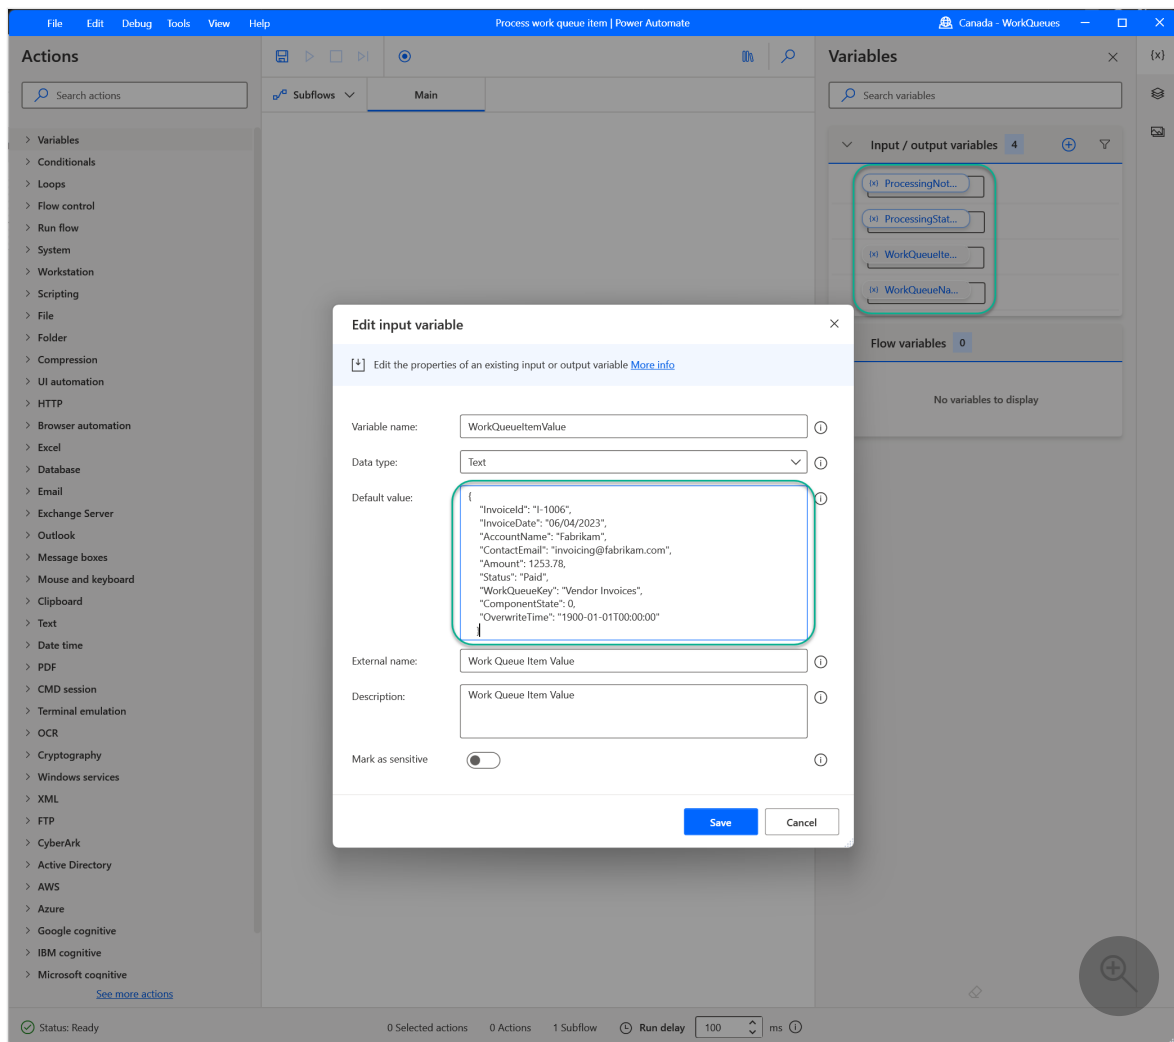 File Edit Debug Tools View Help Process work queue item | Power Automate Canada - WorkQueues
Actions
Search actions
Variables
Conditionals
Loops
Flow control
Run flow
System
Workstation
Scripting
File
Folder
Compression
UI automation
HTTP
Browser automation
Excel
Database
Email
Exchange Server
Outlook
Message boxes
Mouse and keyboard
Clipboard
Text
Date time
PDF
CMD session
Terminal emulation
OCR
Cryptography
Windows services
XML
FTP
CyberArk
Active Directory
AWS
Azure
Google cognitive
IBM cognitive
Microsoft cognitive
See more actions
Subflows Main
Variables
{x}
Search variables
Input / output variables 4
(x) ProcessingNot...
(x) ProcessingStat...
(x) WorkQueueIte...
(x) WorkQueueNa...
Flow variables 0
No variables to display
Edit input variable
Edit the properties of an existing input or output variable More info
Variable name: WorkQueueItemValue
Data type: Text
Default value: {
"InvoiceId": "I-1006",
"InvoiceDate": "06/04/2023",
"AccountName": "Fabrikam",
"ContactEmail": "invoicing@fabrikam.com",
"Amount": 1253.78,
"Status": "Paid",
"WorkQueueKey": "Vendor Invoices",
"ComponentState": 0,
"OverwriteTime": "1900-01-01T00:00:00"
}
External name: Work Queue Item Value
Description: Work Queue Item Value
Mark as sensitive
Save Cancel
Status: Ready 0 Selected actions 0 Actions 1 Subflow Run delay 100 ms